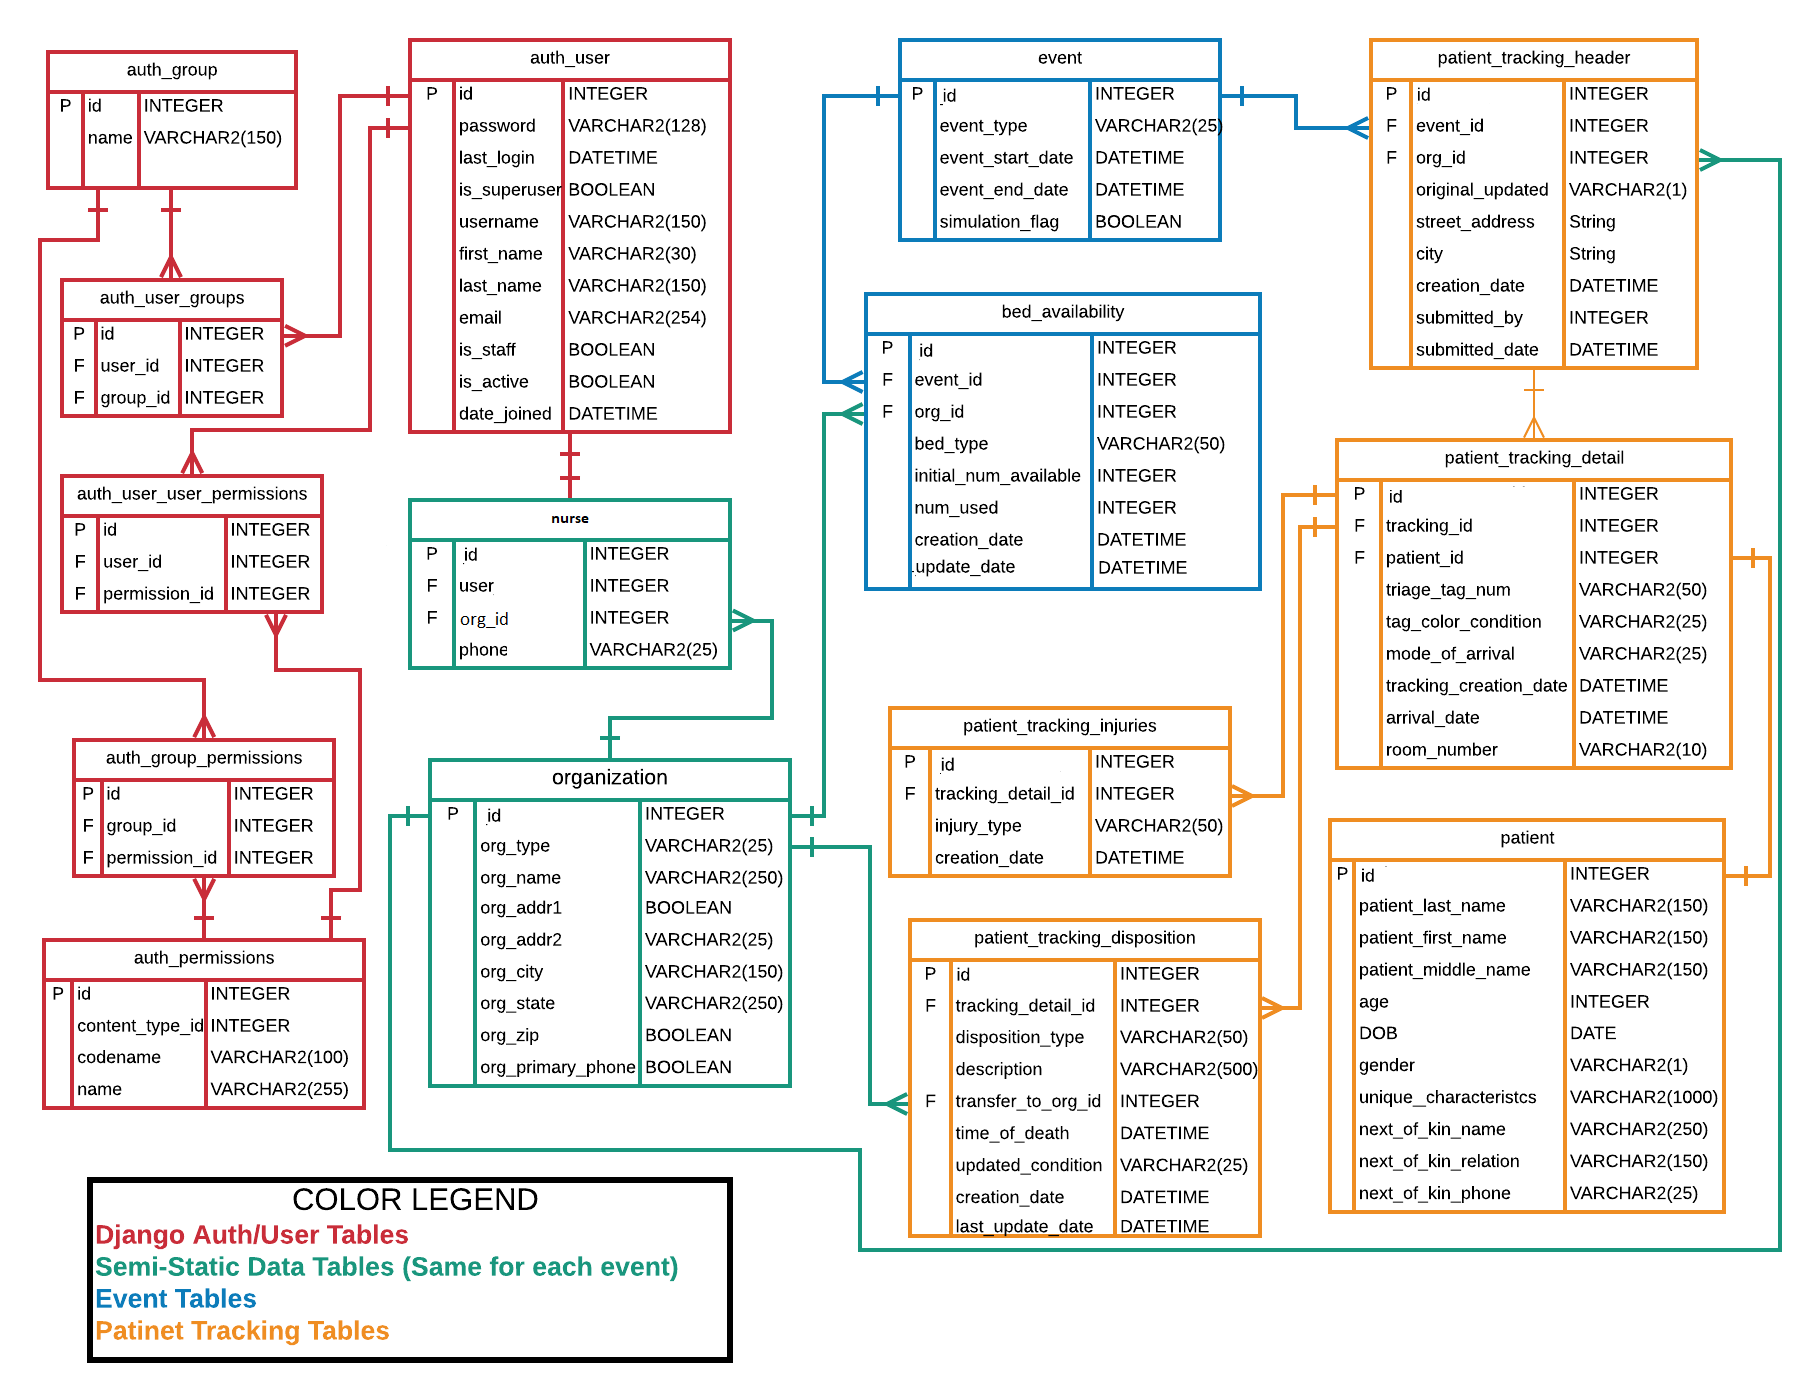 auth_group
P id INTEGER
name VARCHAR2(150)
auth_user
P id INTEGER
password VARCHAR2(128)
last_login DATETIME
is_superuser BOOLEAN
username VARCHAR2(150)
first_name VARCHAR2(30)
last_name VARCHAR2(150)
email VARCHAR2(254)
is_staff BOOLEAN
is_active BOOLEAN
date_joined DATETIME
event
P id INTEGER
event_type VARCHAR2(25)
event_start_date DATETIME
event_end_date DATETIME
simulation_flag BOOLEAN
patient_tracking_header
P id INTEGER
F event_id INTEGER
F org_id INTEGER
original_updated VARCHAR2(1)
street_address String
city String
creation_date DATETIME
submitted_by INTEGER
submitted_date DATETIME
auth_user_groups
P id INTEGER
F user_id INTEGER
F group_id INTEGER
bed_availability
P id INTEGER
F event_id INTEGER
F org_id INTEGER
bed_type VARCHAR2(50)
initial_num_available INTEGER
num_used INTEGER
creation_date DATETIME
update_date DATETIME
auth_user_user_permissions
P id INTEGER
F user_id INTEGER
F permission_id INTEGER
nurse
P id INTEGER
F user INTEGER
F org_id INTEGER
phone VARCHAR2(25)
patient_tracking_detail
P id INTEGER
F tracking_id INTEGER
F patient_id INTEGER
triage_tag_num VARCHAR2(50)
tag_color_condition VARCHAR2(25)
mode_of_arrival VARCHAR2(25)
tracking_creation_date DATETIME
arrival_date DATETIME
room_number VARCHAR2(10)
auth_group_permissions
P id INTEGER
F group_id INTEGER
F permission_id INTEGER
organization
P id INTEGER
org_type VARCHAR2(25)
org_name VARCHAR2(250)
org_addr1 BOOLEAN
org_addr2 VARCHAR2(25)
org_city VARCHAR2(150)
org_state VARCHAR2(250)
org_zip BOOLEAN
org_primary_phone BOOLEAN
patient_tracking_injuries
P id INTEGER
F tracking_detail_id INTEGER
injury_type VARCHAR2(50)
creation_date DATETIME
patient
P id INTEGER
patient_last_name VARCHAR2(150)
patient_first_name VARCHAR2(150)
patient_middle_name VARCHAR2(150)
age INTEGER
DOB DATE
gender VARCHAR2(1)
unique_characteristcs VARCHAR2(1000)
next_of_kin_name VARCHAR2(250)
next_of_kin_relation VARCHAR2(150)
next_of_kin_phone VARCHAR2(25)
auth_permissions
P id INTEGER
content_type_id INTEGER
codename VARCHAR2(100)
name VARCHAR2(255)
patient_tracking_disposition
P id INTEGER
F tracking_detail_id INTEGER
disposition_type VARCHAR2(50)
description VARCHAR2(500)
F transfer_to_org_id INTEGER
time_of_death DATETIME
updated_condition VARCHAR2(25)
creation_date DATETIME
last_update_date DATETIME
COLOR LEGEND
Django Auth/User Tables
Semi-Static Data Tables (Same for each event)
Event Tables
Patinet Tracking Tables